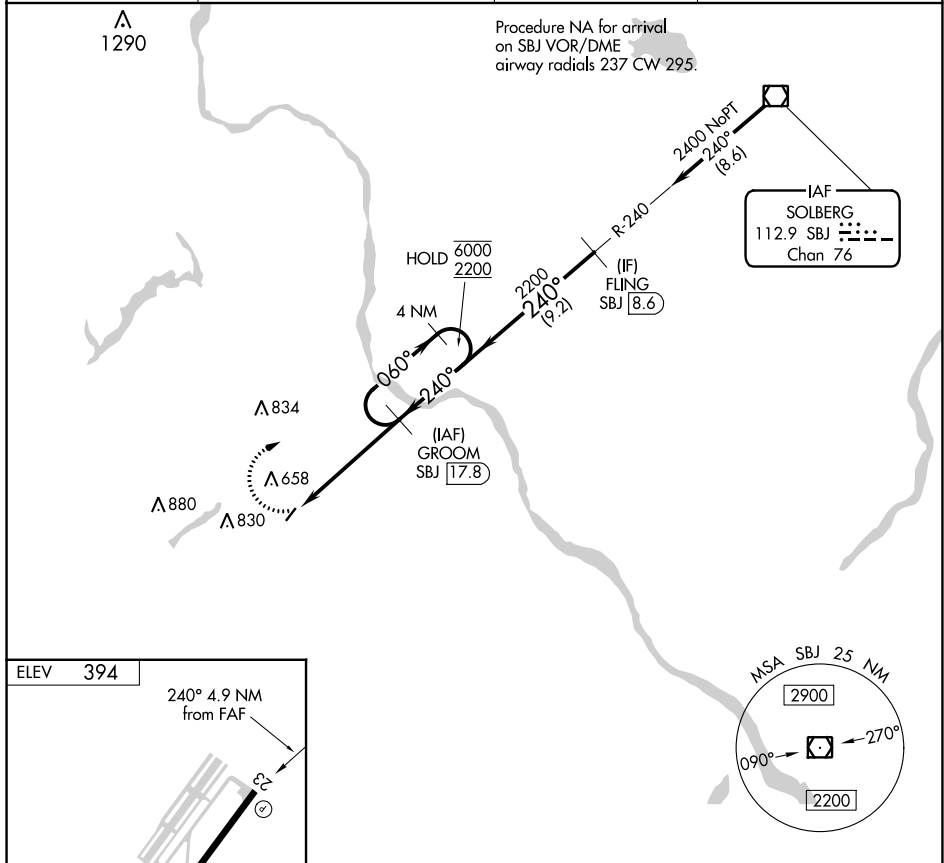 1290
Procedure NA for arrival
on SBJ VOR/DME
airway radials 237 CW 295.
2400 NoPT
240°
(8.6)
IAF
SOLBERG
112.9 SBJ
Chan 76
R-240
HOLD 6000
2200
(IF)
FLING
SBJ 8.6
2200
240°
(9.2)
4 NM
060°
240°
(IAF)
GROOM
SBJ 17.8
834
658
880
830
ELEV 394
240° 4.9 NM
from FAF
23
P
MSA SBJ 25 NM
2900
090°
270°
2200